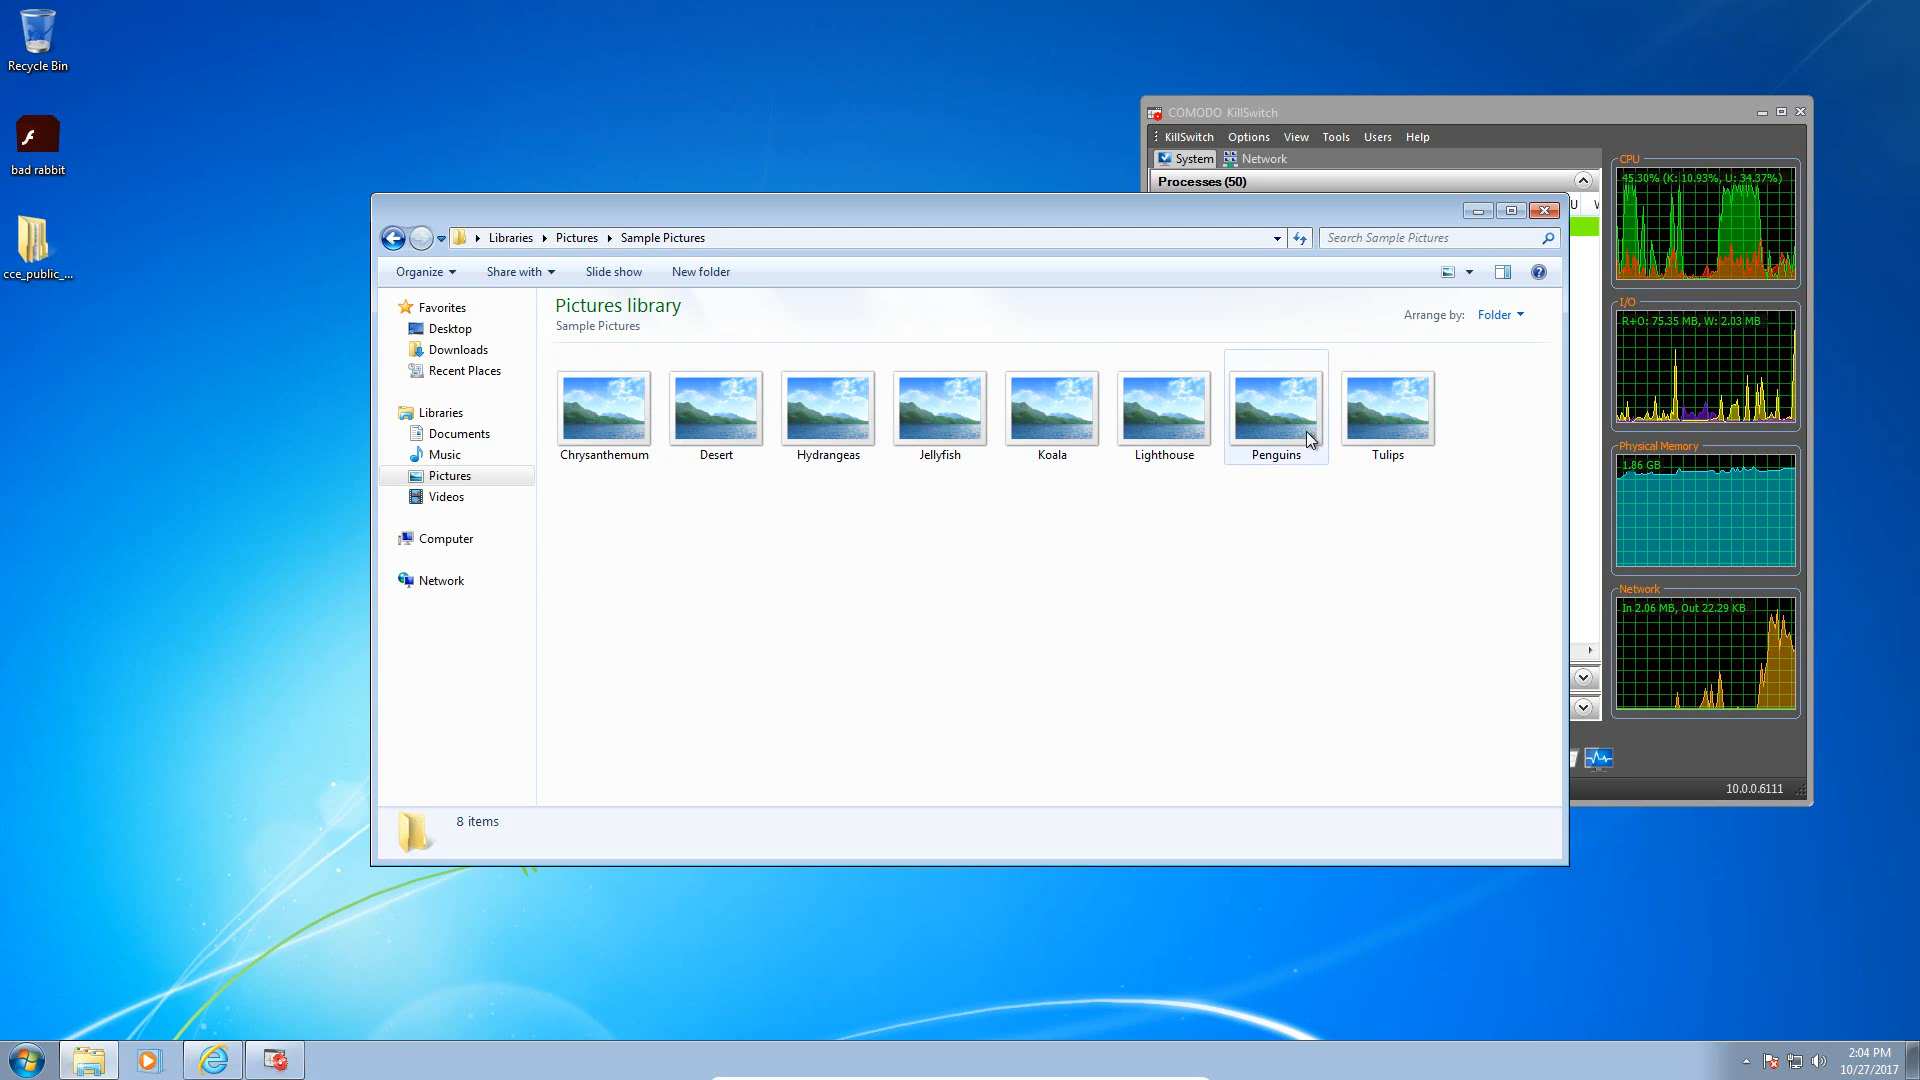 Recycle Bin
bad rabbit
cce_public_...
COMODO KillSwitch
KillSwitch Options View Tools Users Help
System Network
Processes (50)
CPU
45.30% (K: 10.93%, U: 34.37%)
I/O
R+O: 75.35 MB, W: 2.03 MB
Physical Memory
1.86 GB
Network
In 2.06 MB, Out 22.29 KB
10.0.0.6111
Libraries Pictures Sample Pictures
Search Sample Pictures
Organize Share with Slide show New folder
Favorites
Desktop
Downloads
Recent Places
Libraries
Documents
Music
Pictures
Videos
Computer
Network
Pictures library
Sample Pictures
Arrange by: Folder
Chrysanthemum Desert Hydrangeas Jellyfish Koala Lighthouse Penguins Tulips
8 items
2:04 PM
10/27/2017